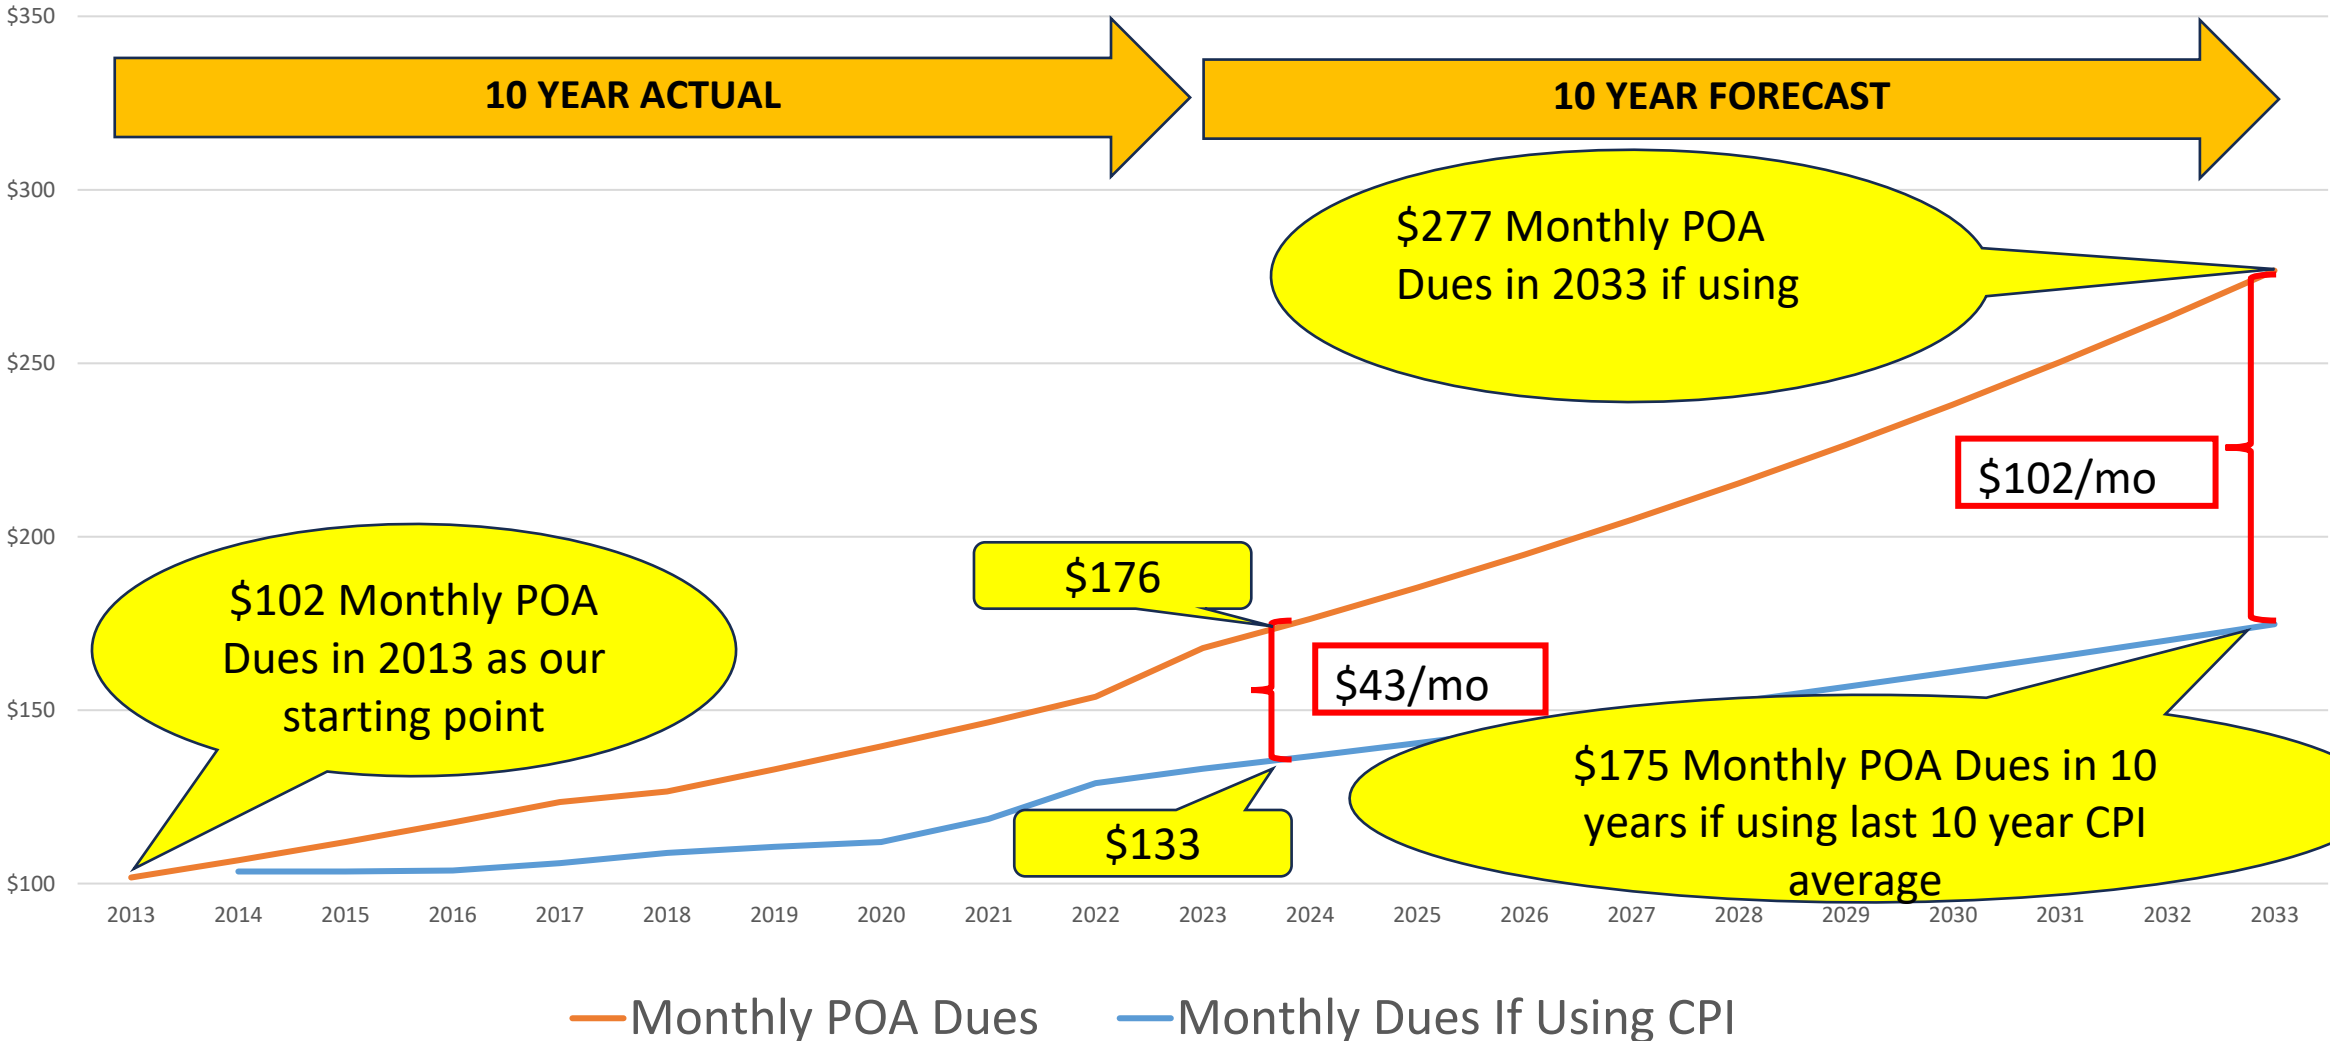 $350
10 YEAR ACTUAL
10 YEAR FORECAST
$300
$277 Monthly POA
Dues in 2033 if using
$250
$102/mo
$200
$176
$102 Monthly POA
Dues in 2013 as our
starting point
$43/mo
$150
$175 Monthly POA Dues in 10
years if using last 10 year CPI
average
$133
$100
2013 2014 2015 2016 2017 2018 2019 2020 2021 2022 2023 2024 2025 2026 2027 2028 2029 2030 2031 2032 2033
Monthly POA Dues Monthly Dues If Using CPI